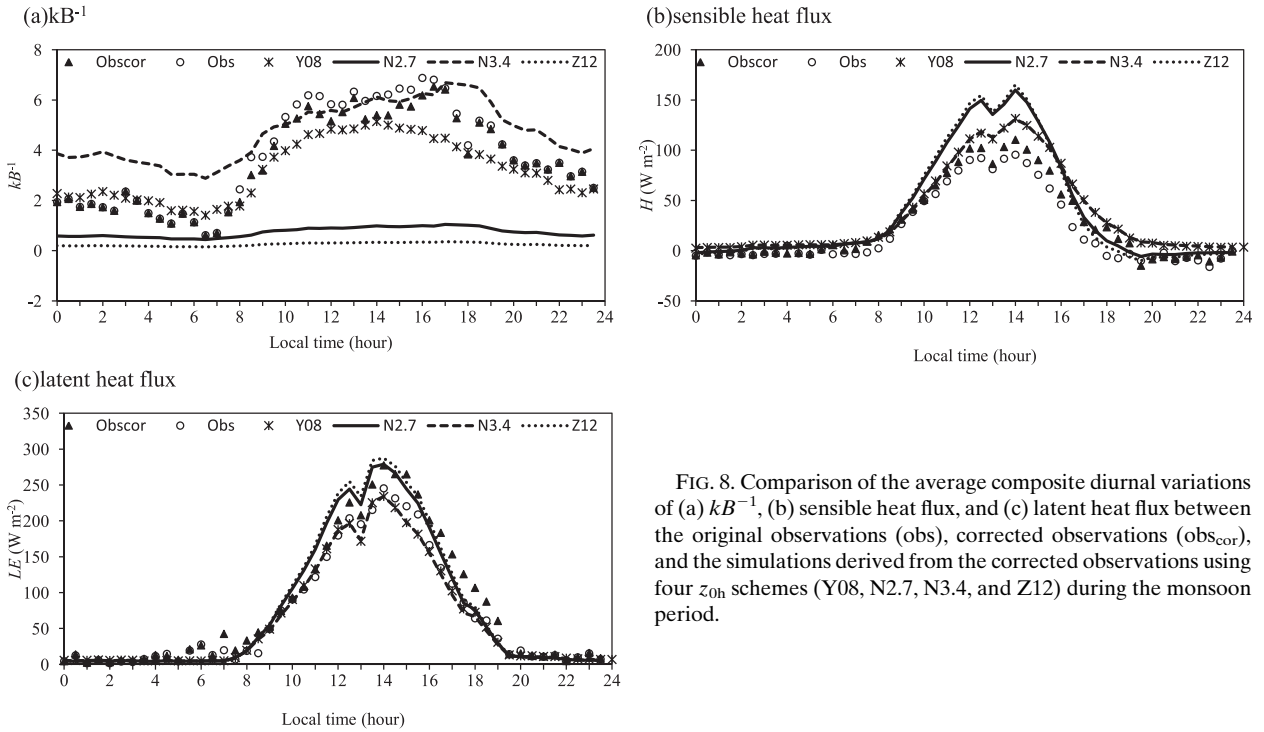 (a)kB-1
8
6
4
2
0
-2
kB-1
Obscor Obs Y08 N2.7 N3.4 Z12
0 2 4 6 8 10 12 14 16 18 20 22 24
Local time (hour)
(b)sensible heat flux
200
150
100
50
0
-50
H (W m-2)
Obscor Obs Y08 N2.7 N3.4 Z12
0 2 4 6 8 10 12 14 16 18 20 22 24
Local time (hour)
(c)latent heat flux
350
300
250
200
150
100
50
0
LE (W m-2)
Obscor Obs Y08 N2.7 N3.4 Z12
0 2 4 6 8 10 12 14 16 18 20 22 24
Local time (hour)
FIG. 8. Comparison of the average composite diurnal variations
of (a) kB−1, (b) sensible heat flux, and (c) latent heat flux between
the original observations (obs), corrected observations (obscor),
and the simulations derived from the corrected observations using
four z0h schemes (Y08, N2.7, N3.4, and Z12) during the monsoon
period.